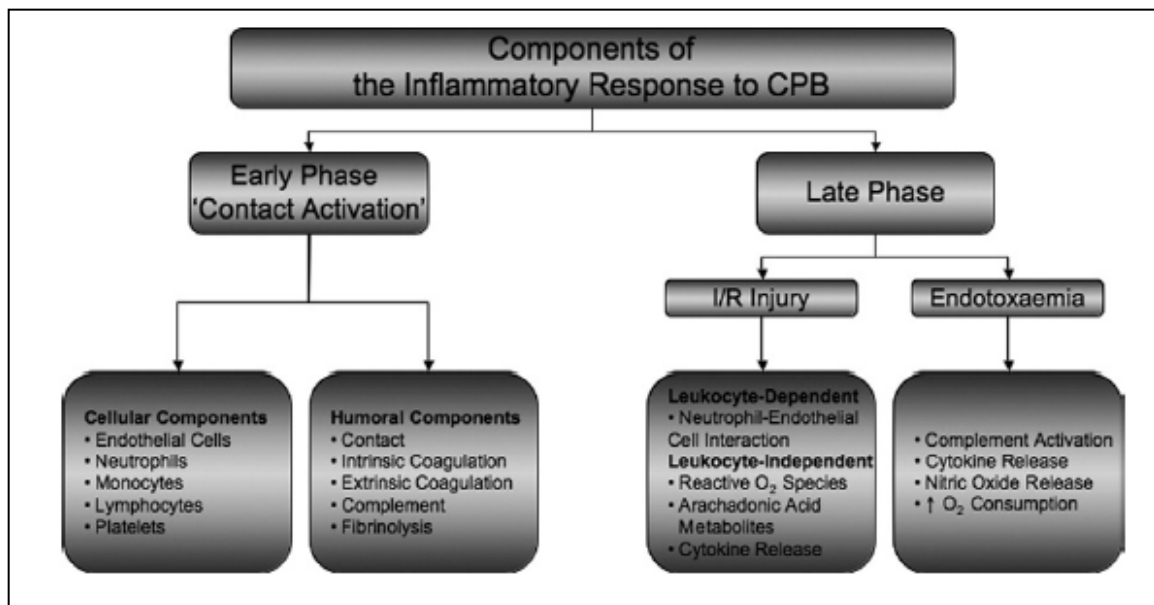 Components of
the Inflammatory Response to CPB
Early Phase
‘Contact Activation’
Late Phase
I/R Injury
Endotoxaemia
Cellular Components
• Endothelial Cells
• Neutrophils
• Monocytes
• Lymphocytes
• Platelets
Humoral Components
• Contact
• Intrinsic Coagulation
• Extrinsic Coagulation
• Complement
• Fibrinolysis
Leukocyte-Dependent
• Neutrophil-Endothelial
Cell Interaction
Leukocyte-Independent
• Reactive O₂ Species
• Arachadonic Acid
Metabolites
• Cytokine Release
• Complement Activation
• Cytokine Release
• Nitric Oxide Release
• ↑ O₂ Consumption